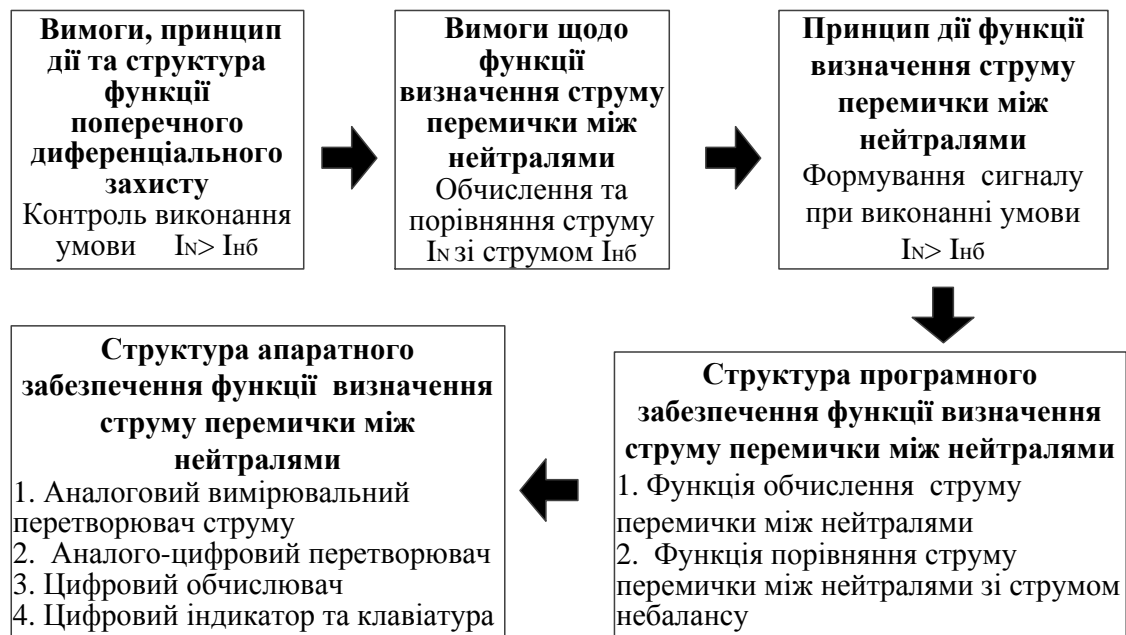 Вимоги, принцип
дії та структура
функції
поперечного
диференціального
захисту
Контроль виконання
умови IN> Iнб
Вимоги щодо
функції
визначення струму
перемички між
нейтралями
Обчислення та
порівняння струму
IN зі струмом Iнб
Принцип дії функції
визначення струму
перемички між
нейтралями
Формування сигналу
при виконанні умови
IN> Iнб
Структура програмного
забезпечення функції визначення
струму перемички між нейтралями
1. Функція обчислення струму
перемички між нейтралями
2. Функція порівняння струму
перемички між нейтралями зі струмом
небалансу
Структура апаратного
забезпечення функції визначення
струму перемички між
нейтралями
1. Аналоговий вимірювальний
перетворювач струму
2. Аналого-цифровий перетворювач
3. Цифровий обчислювач
4. Цифровий індикатор та клавіатура